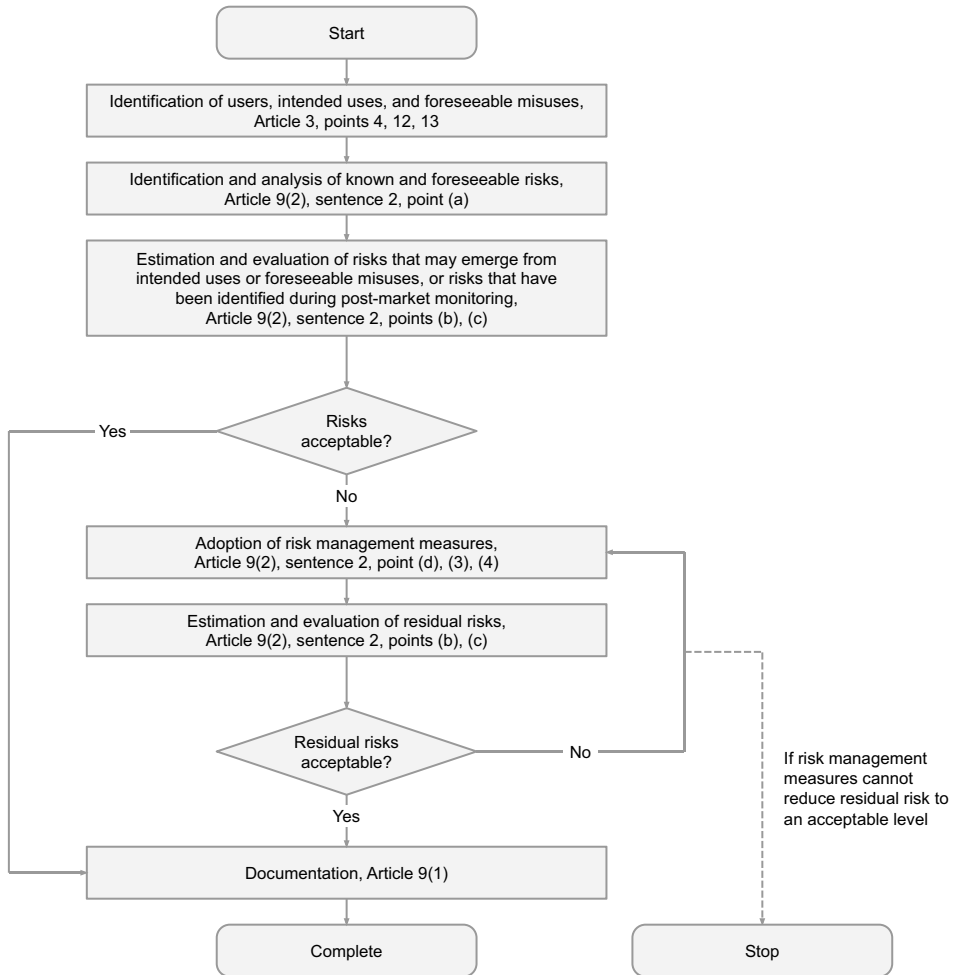 Start
Identification of users, intended uses, and foreseeable misuses,
Article 3, points 4, 12, 13
Identification and analysis of known and foreseeable risks,
Article 9(2), sentence 2, point (a)
Estimation and evaluation of risks that may emerge from
intended uses or foreseeable misuses, or risks that have
been identified during post-market monitoring,
Article 9(2), sentence 2, points (b), (c)
Risks
acceptable?
Yes
No
Adoption of risk management measures,
Article 9(2), sentence 2, point (d), (3), (4)
Estimation and evaluation of residual risks,
Article 9(2), sentence 2, points (b), (c)
Residual risks
acceptable?
No
If risk management
measures cannot
reduce residual risk to
an acceptable level
Yes
Documentation, Article 9(1)
Complete
Stop